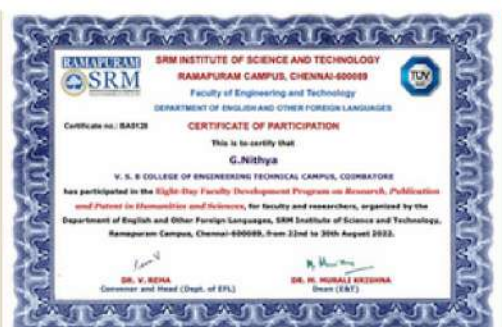 RAMAPURAM
SRM
SRM INSTITUTE OF SCIENCE AND TECHNOLOGY
RAMAPURAM CAMPUS, CHENNAI-600089
Faculty of Engineering and Technology
DEPARTMENT OF ENGLISH AND OTHER FOREIGN LANGUAGES
TÜV
Certificate no.: BA0128
CERTIFICATE OF PARTICIPATION
This is to certify that
G.Nithya
V. S. B COLLEGE OF ENGINEERING TECHNICAL CAMPUS, COIMBATORE
has participated in the Eight-Day Faculty Development Program on Research, Publication
and Patent in Humanities and Sciences, for faculty and researchers, organized by the
Department of English and Other Foreign Languages, SRM Institute of Science and Technology,
Ramapuram Campus, Chennai-600089, from 22nd to 30th August 2022.
DR. V. REHA
Convenor and Head (Dept. of EFL)
DR. M. MURALI KRISHNA
Dean (E&T)